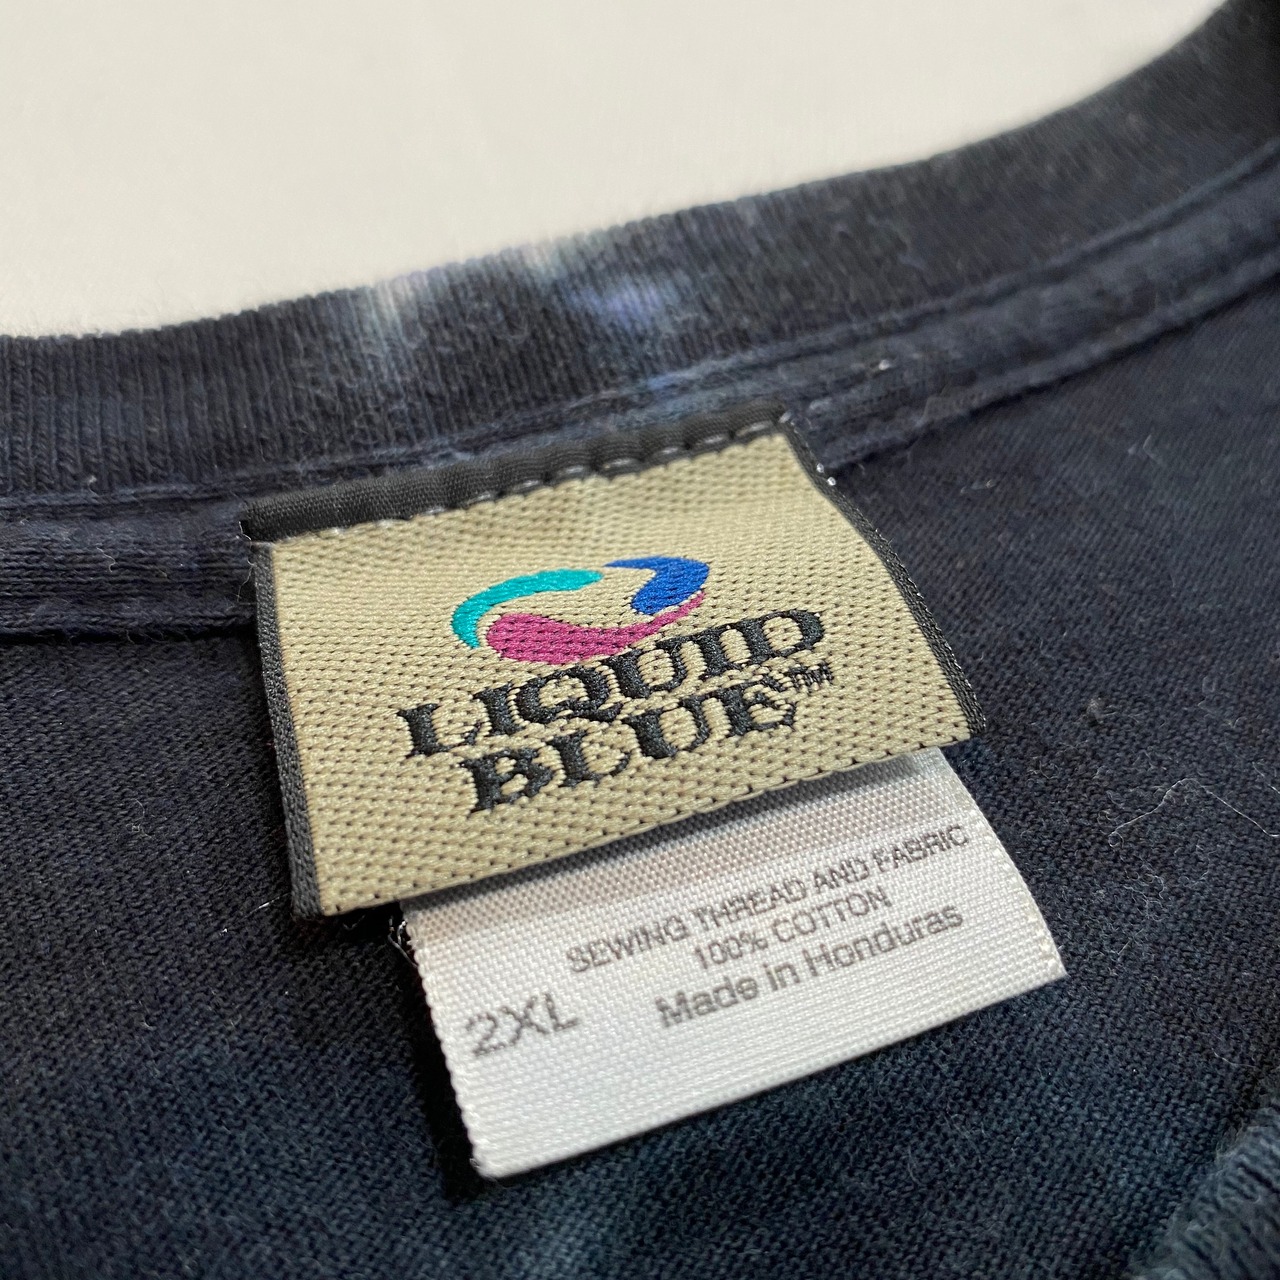 LIQUID
BLUE™
SEWING THREAD AND FABRIC
100% COTTON
2XL Made in Honduras